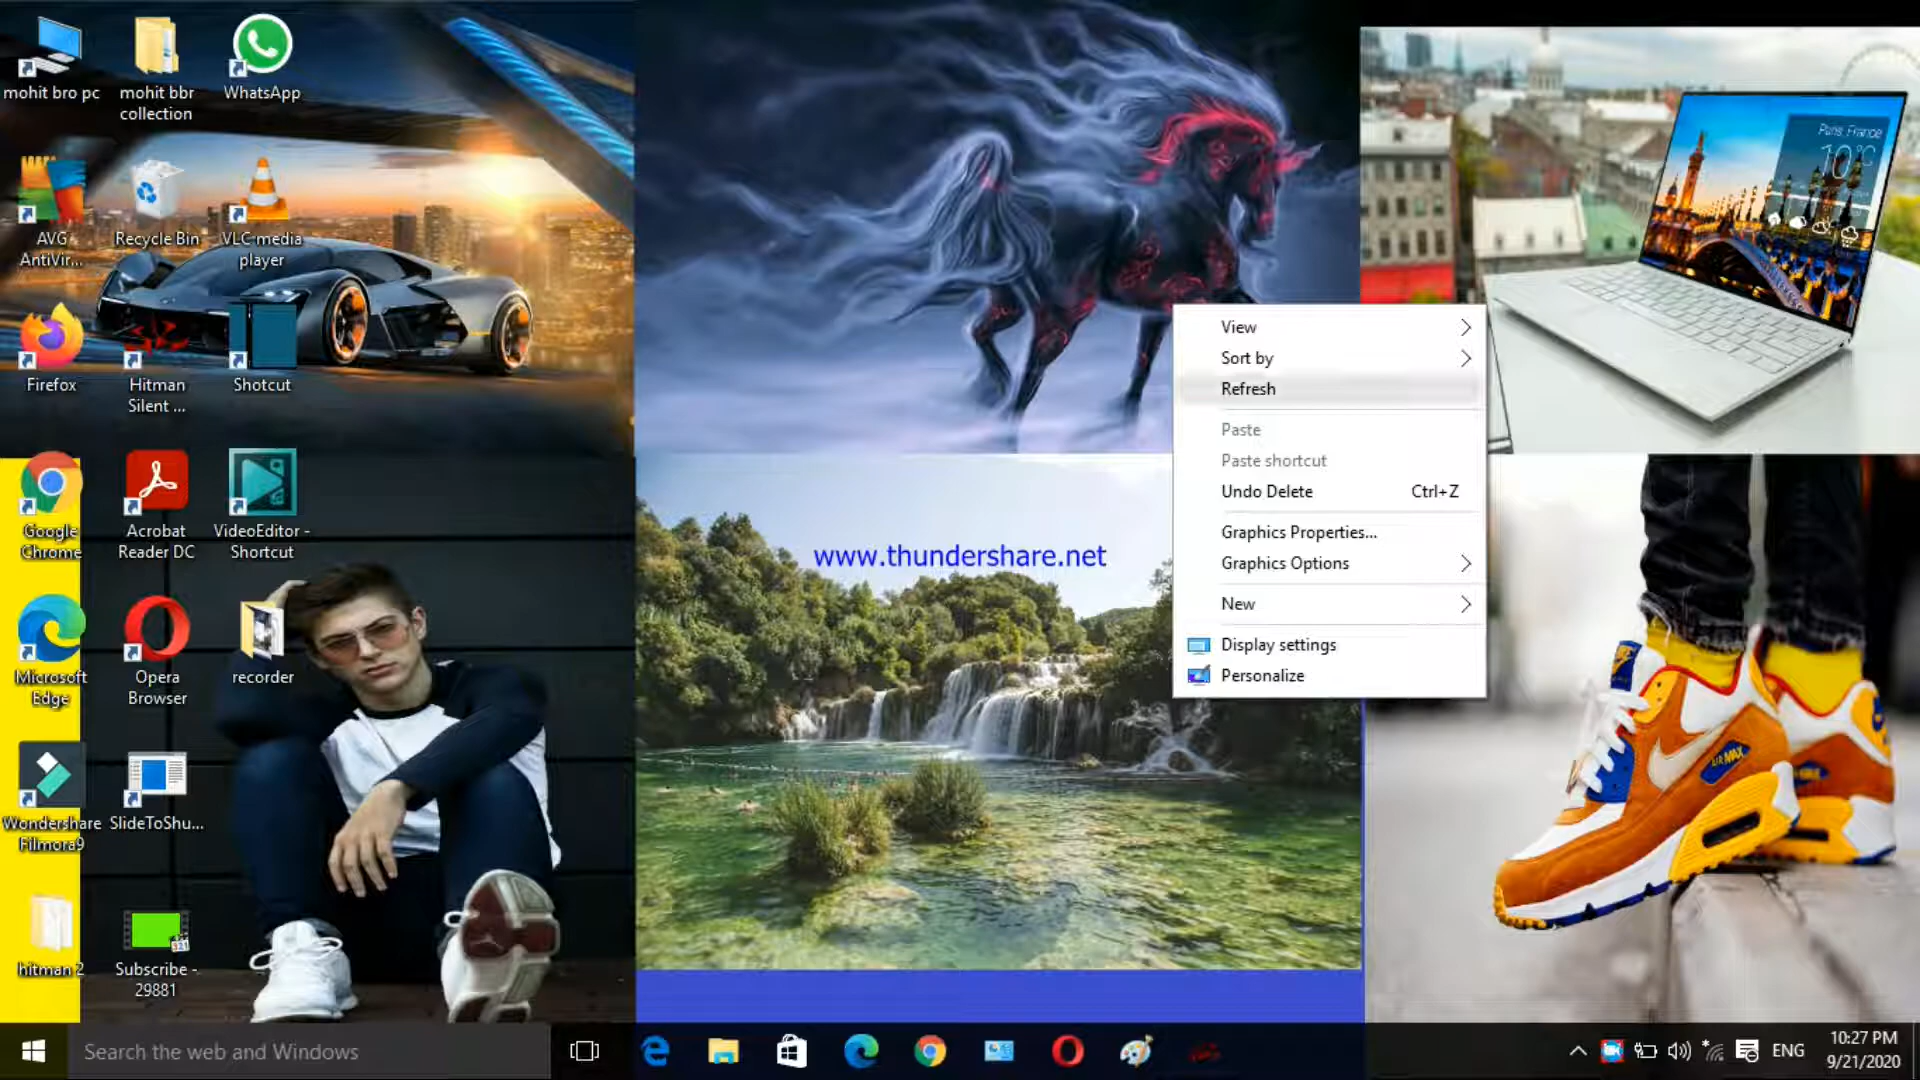 mohit bro pc
mohit bbr
collection
WhatsApp
AVG
AntiVir...
Recycle Bin
VLC media
player
Firefox
Hitman
Silent ...
Shotcut
Google
Chrome
Acrobat
Reader DC
VideoEditor -
Shortcut
Microsoft
Edge
Opera
Browser
recorder
Wondershare
Filmora9
SlideToShu...
hitman 2
Subscribe -
29881
www.thundershare.net
Paris, France
10°C
View
Sort by
Refresh
Paste
Paste shortcut
Undo Delete Ctrl+Z
Graphics Properties...
Graphics Options
New
Display settings
Personalize
AIR MAX
Search the web and Windows
ENG
10:27 PM
9/21/2020